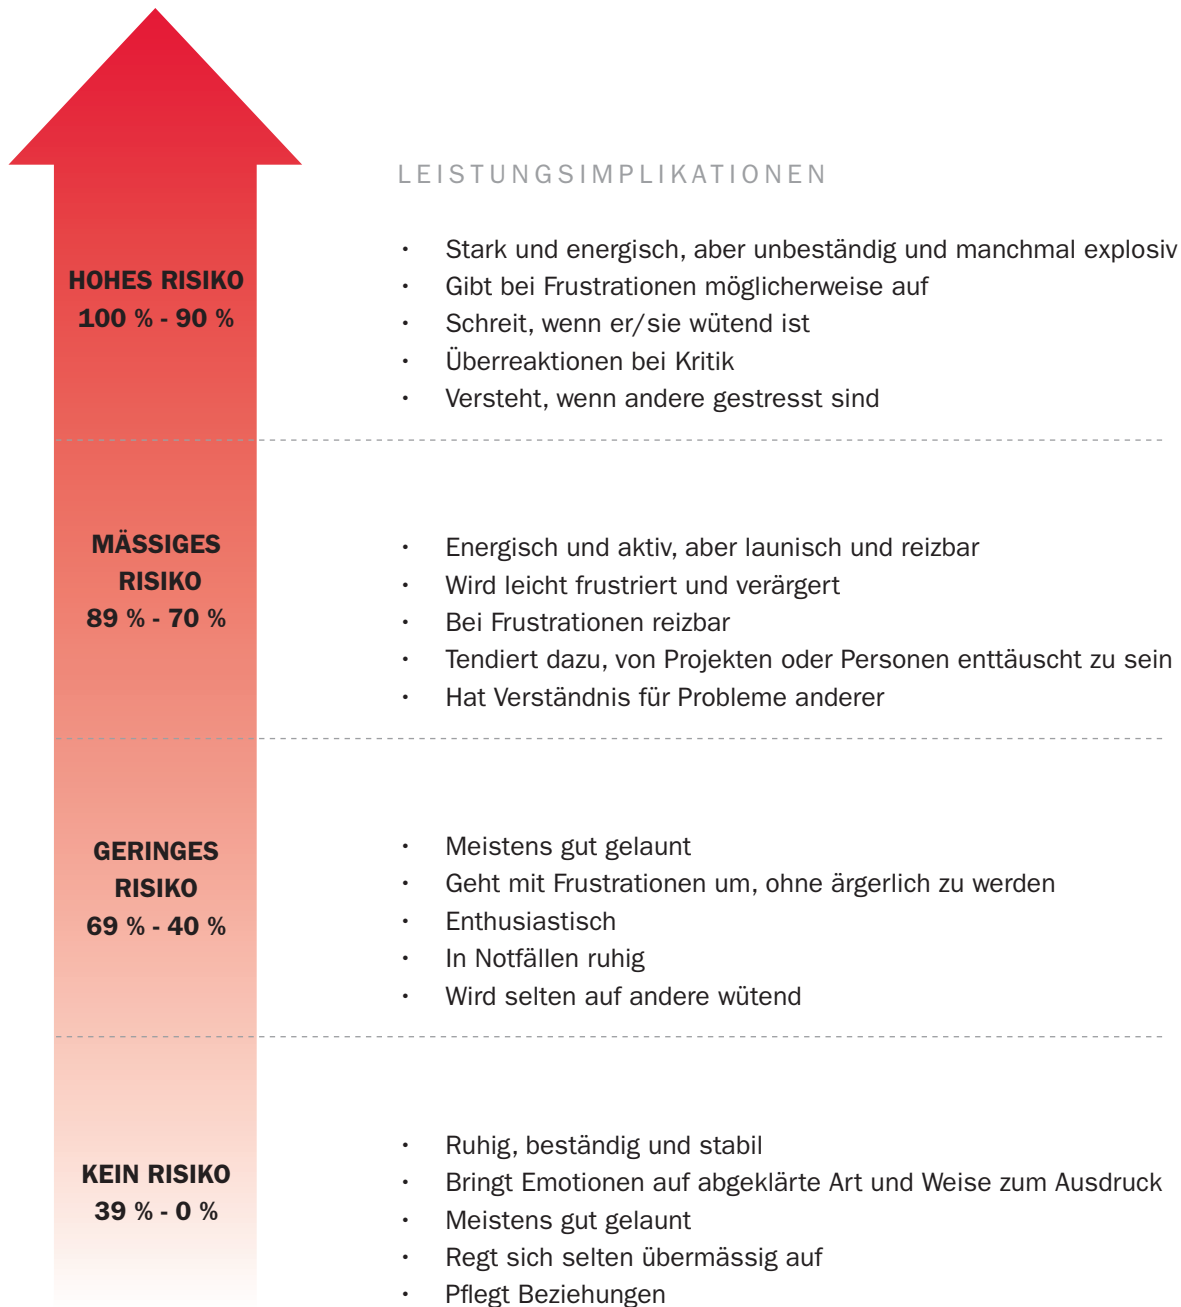 LEISTUNGSIMPLIKATIONEN
HOHES RISIKO
100 % - 90 %
· Stark und energisch, aber unbeständig und manchmal explosiv
· Gibt bei Frustrationen möglicherweise auf
· Schreit, wenn er/sie wütend ist
· Überreaktionen bei Kritik
· Versteht, wenn andere gestresst sind
MÄSSIGES
RISIKO
89 % - 70 %
· Energisch und aktiv, aber launisch und reizbar
· Wird leicht frustriert und verärgert
· Bei Frustrationen reizbar
· Tendiert dazu, von Projekten oder Personen enttäuscht zu sein
· Hat Verständnis für Probleme anderer
GERINGES
RISIKO
69 % - 40 %
· Meistens gut gelaunt
· Geht mit Frustrationen um, ohne ärgerlich zu werden
· Enthusiastisch
· In Notfällen ruhig
· Wird selten auf andere wütend
KEIN RISIKO
39 % - 0 %
· Ruhig, beständig und stabil
· Bringt Emotionen auf abgeklärte Art und Weise zum Ausdruck
· Meistens gut gelaunt
· Regt sich selten übermässig auf
· Pflegt Beziehungen